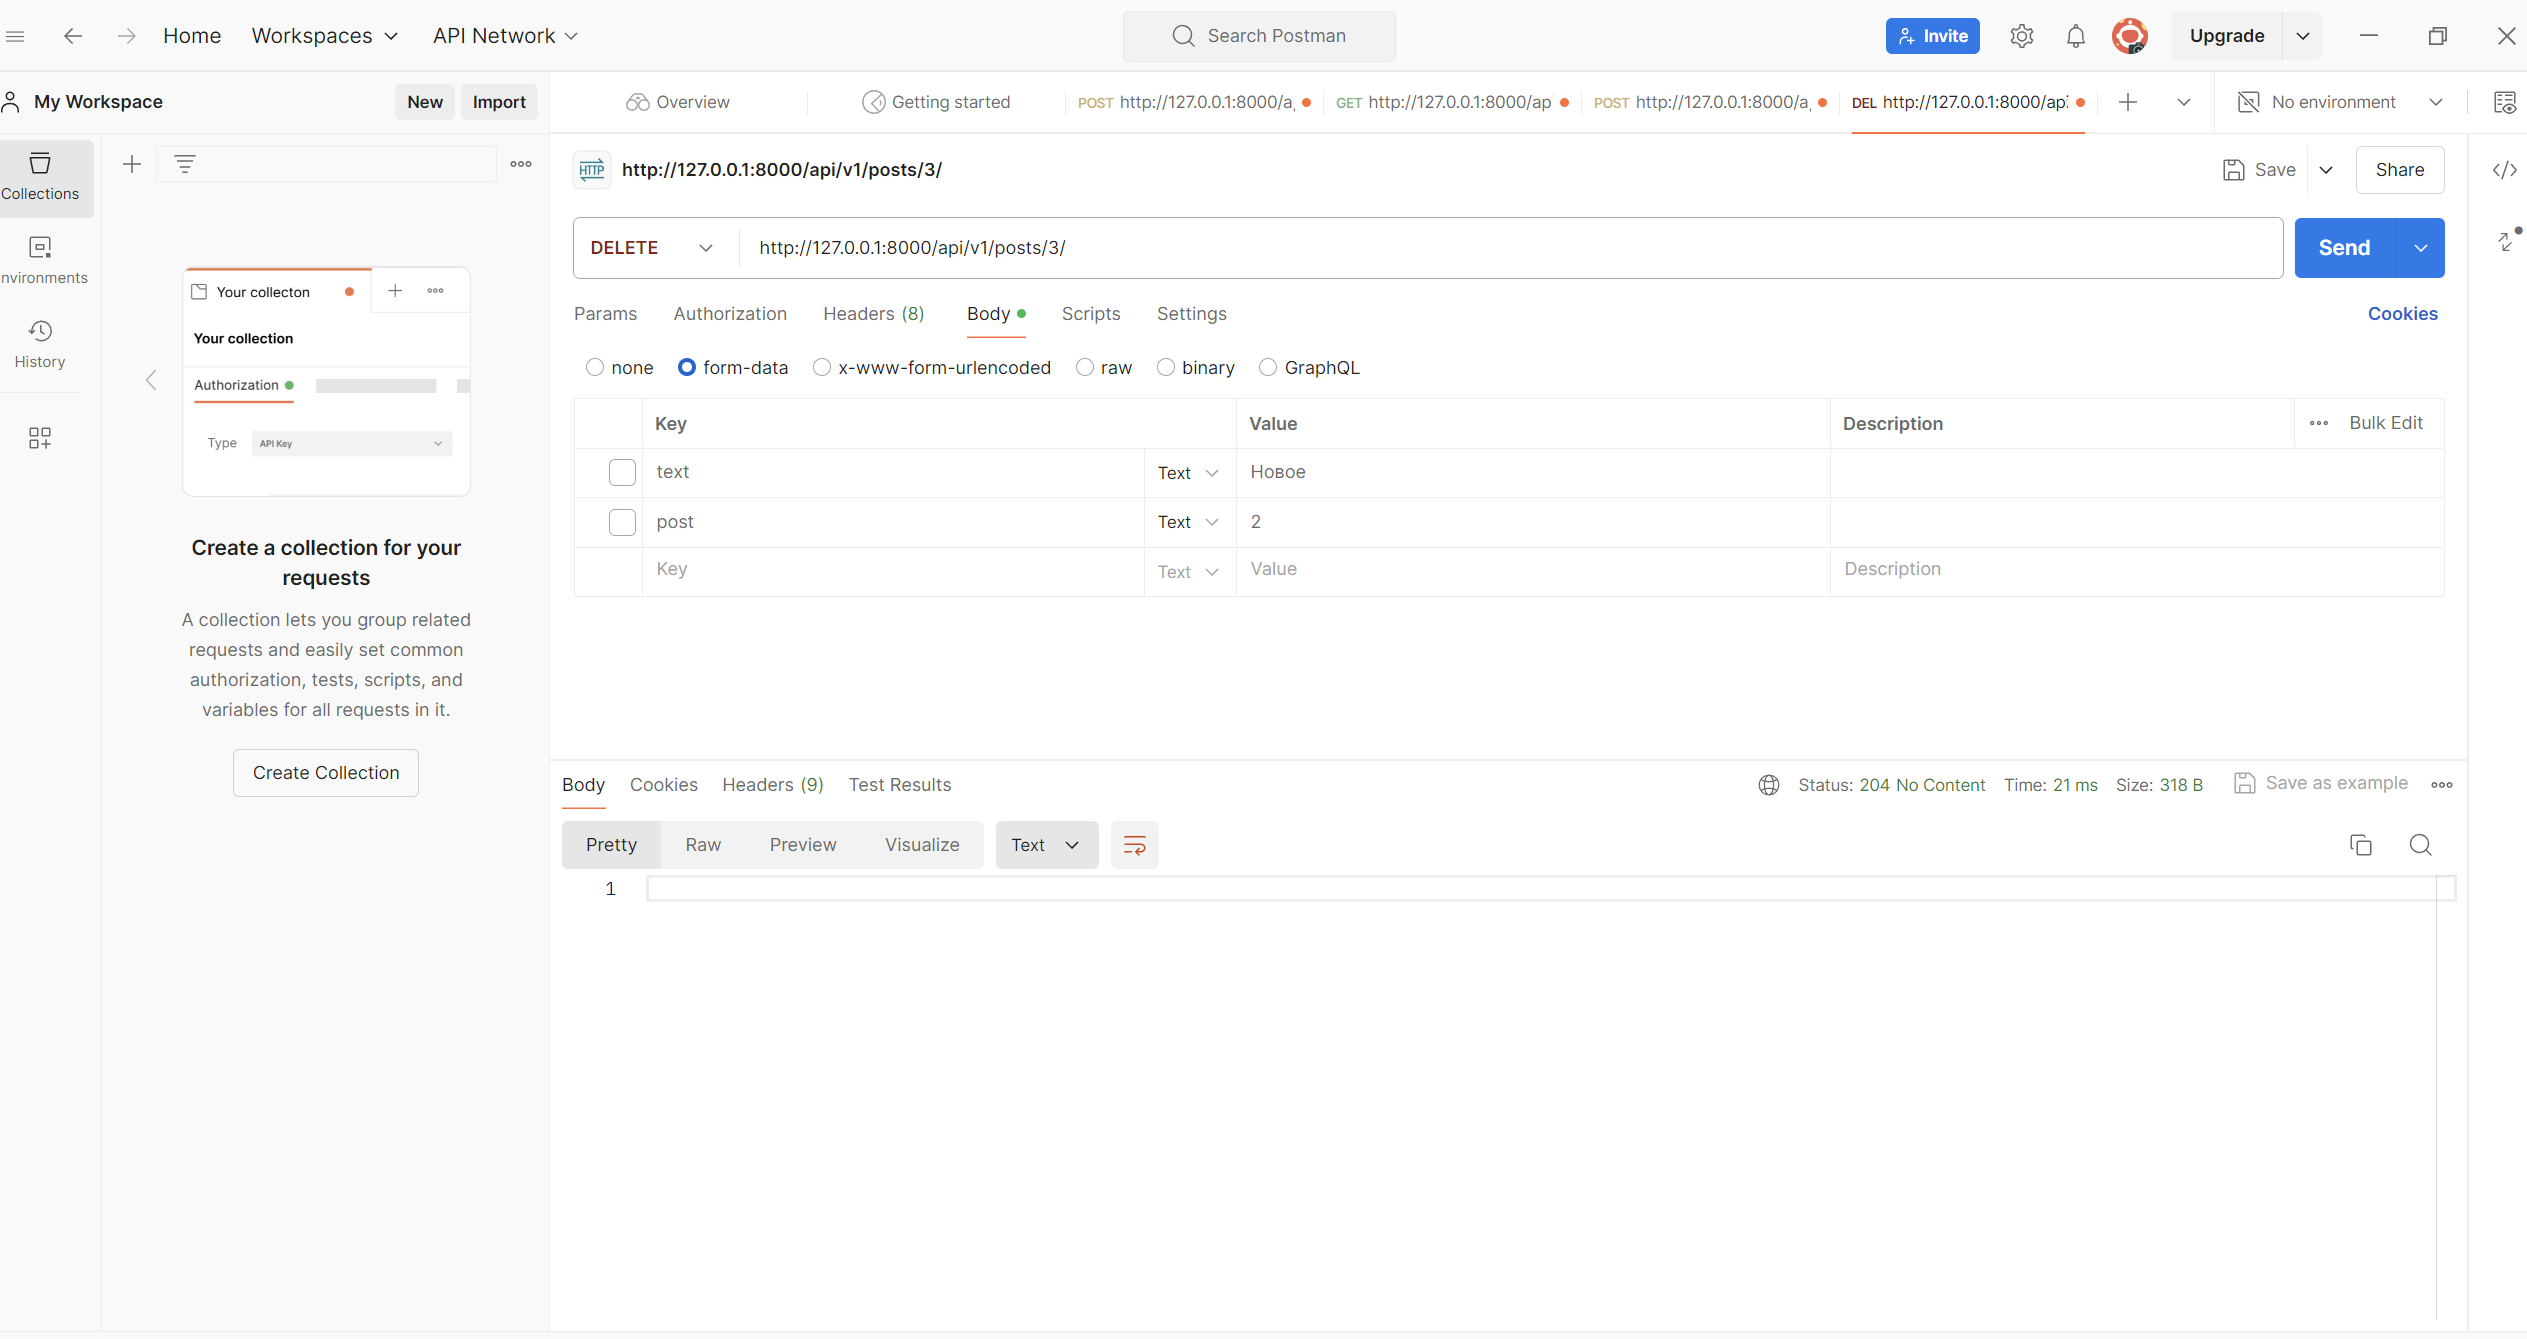 Home Workspaces API Network Search Postman Invite Upgrade
My Workspace New Import Overview Getting started POST http://127.0.0.1:8000/a GET http://127.0.0.1:8000/ap POST http://127.0.0.1:8000/a DEL http://127.0.0.1:8000/api No environment
Collections
nvironments
History
Your collecton
Your collection
Authorization
Type API Key
Create a collection for your
requests
A collection lets you group related
requests and easily set common
authorization, tests, scripts, and
variables for all requests in it.
Create Collection
HTTP http://127.0.0.1:8000/api/v1/posts/3/ Save Share
DELETE http://127.0.0.1:8000/api/v1/posts/3/ Send
Params Authorization Headers (8) Body Scripts Settings Cookies
none form-data x-www-form-urlencoded raw binary GraphQL
Key Value Description Bulk Edit
text Text Новое
post Text 2
Key Text Value Description
Body Cookies Headers (9) Test Results Status: 204 No Content Time: 21 ms Size: 318 B Save as example
Pretty Raw Preview Visualize Text
1